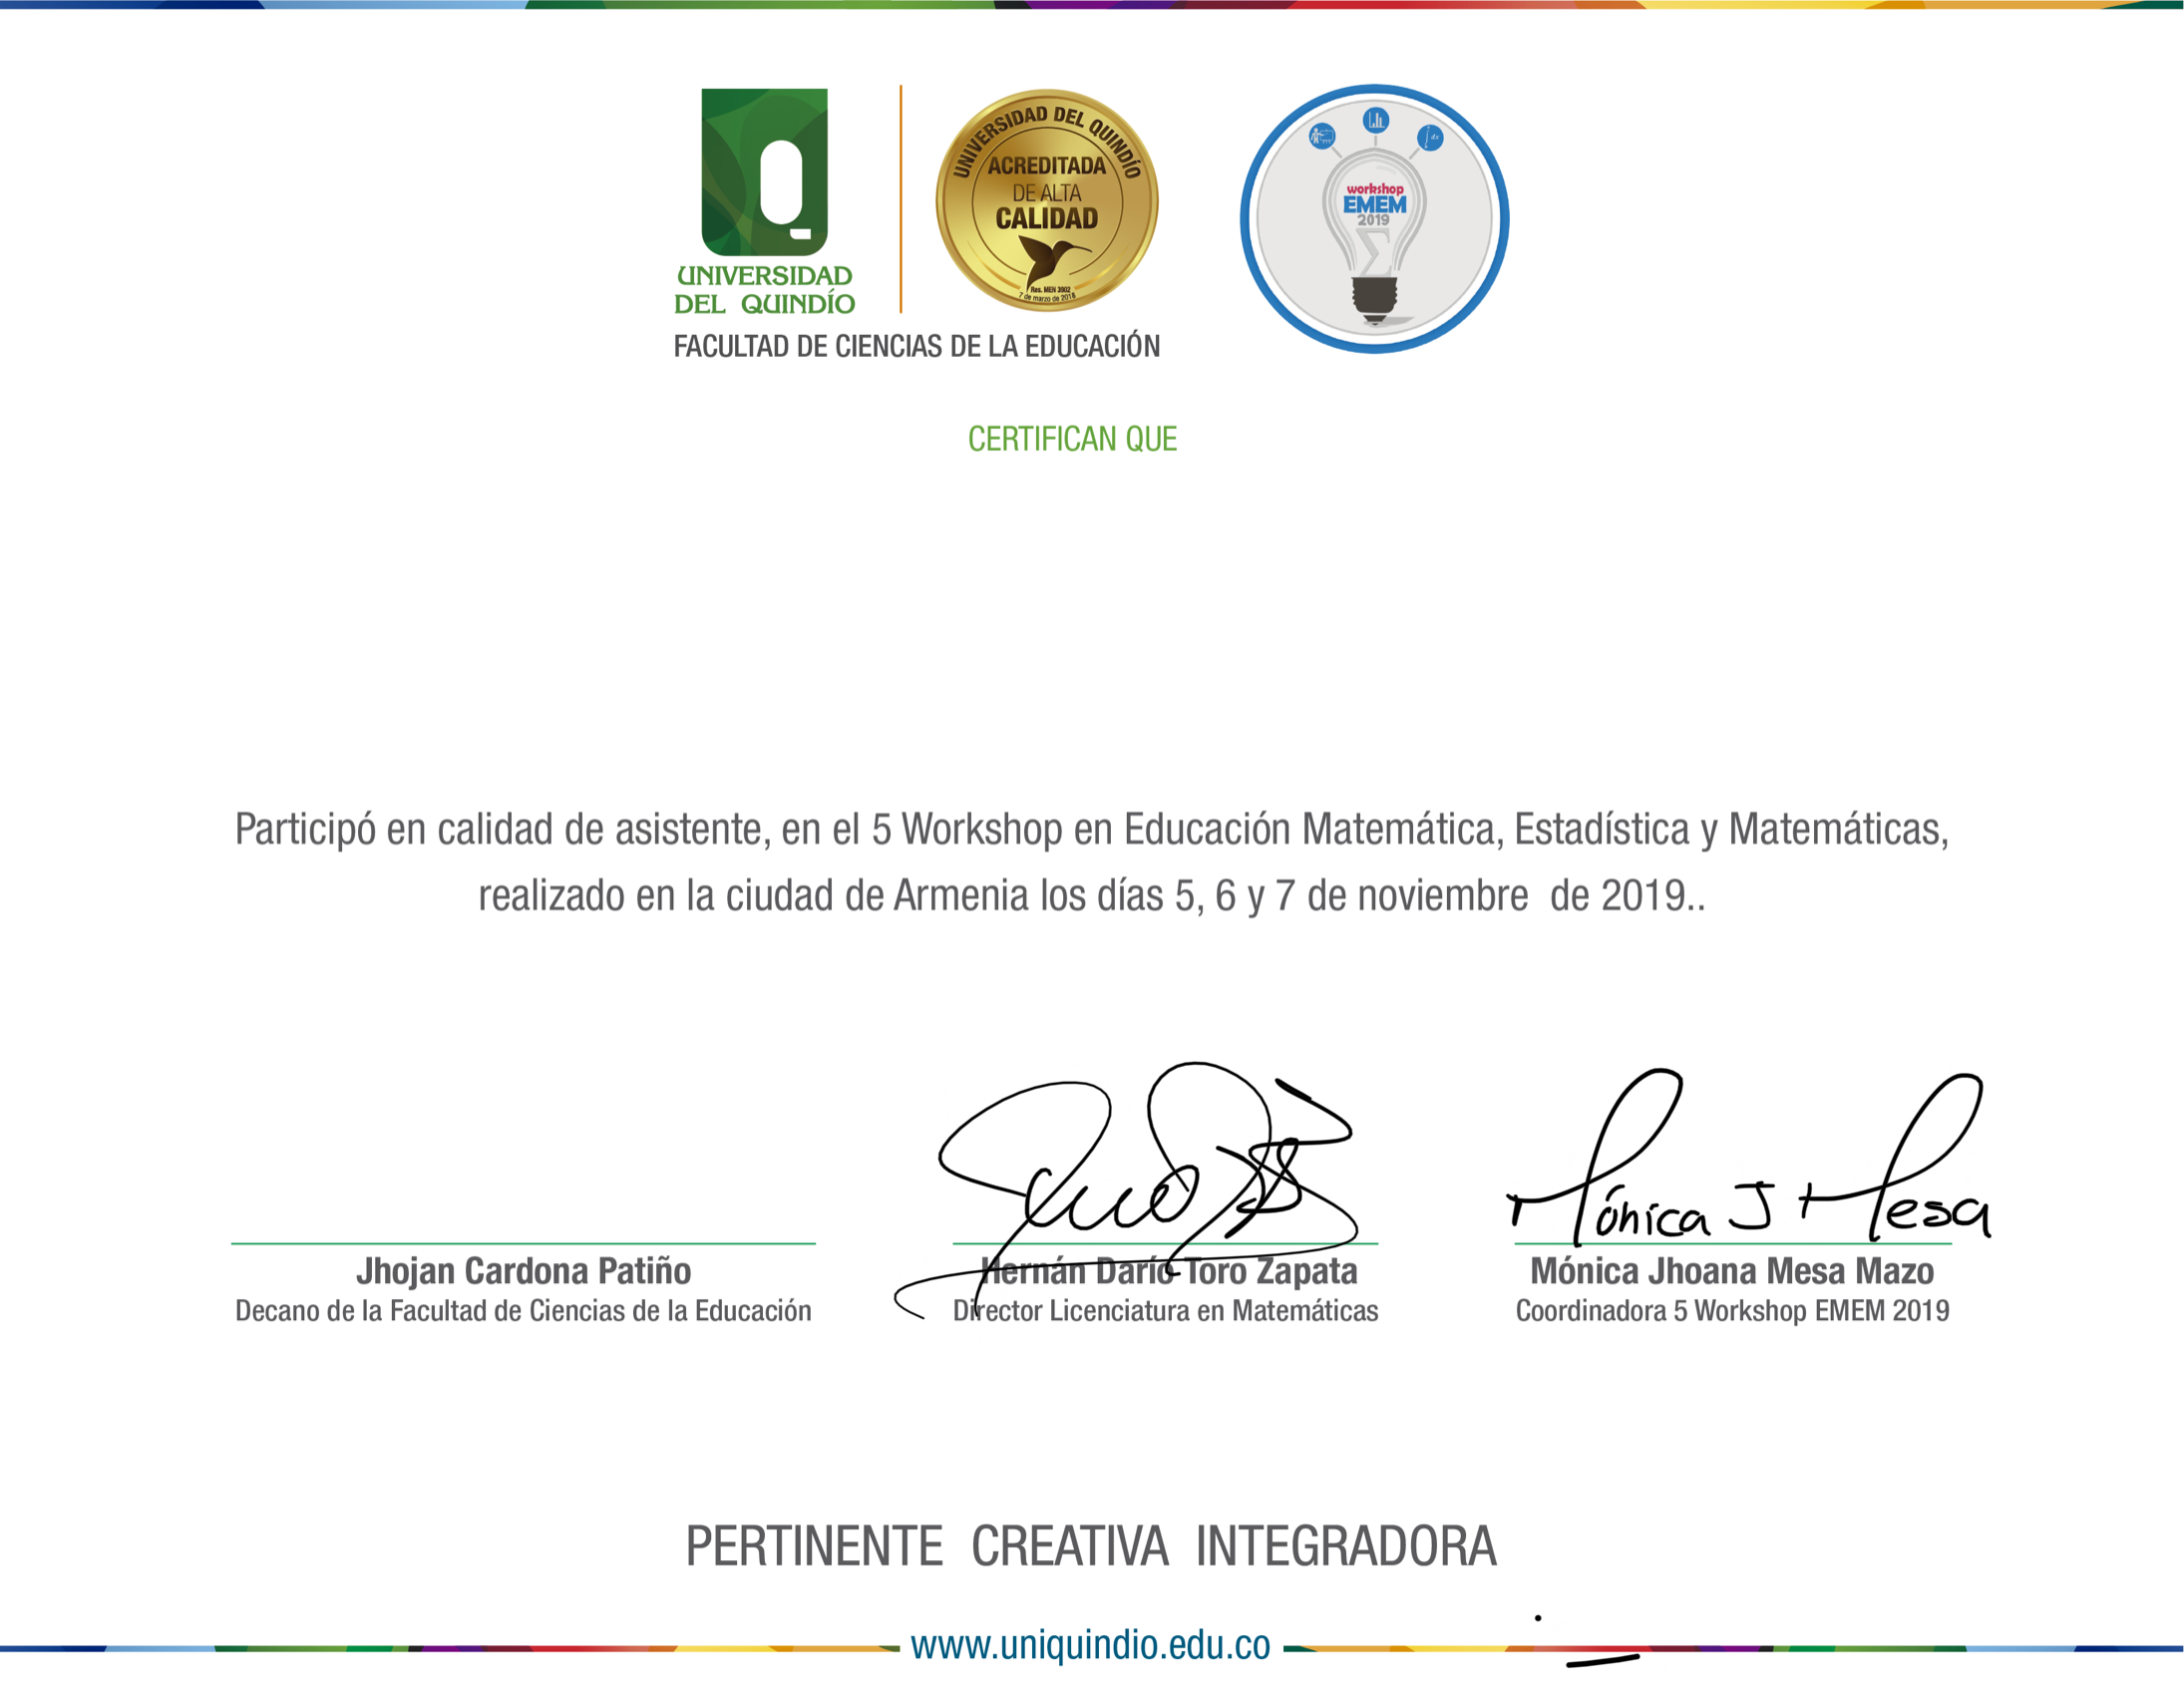 UNIVERSIDAD
DEL QUINDÍO
UNIVERSIDAD DEL QUINDÍO
ACREDITADA
DE ALTA
CALIDAD
Res. MEN 3902
7 de marzo de 2018
workshop
EMEM
2019
Σ
FACULTAD DE CIENCIAS DE LA EDUCACIÓN
CERTIFICAN QUE
Participó en calidad de asistente, en el 5 Workshop en Educación Matemática, Estadística y Matemáticas,
realizado en la ciudad de Armenia los días 5, 6 y 7 de noviembre de 2019..
Mónica J Mesa
Jhojan Cardona Patiño
Decano de la Facultad de Ciencias de la Educación
Hernán Darío Toro Zapata
Director Licenciatura en Matemáticas
Mónica Jhoana Mesa Mazo
Coordinadora 5 Workshop EMEM 2019
PERTINENTE CREATIVA INTEGRADORA
www.uniquindio.edu.co